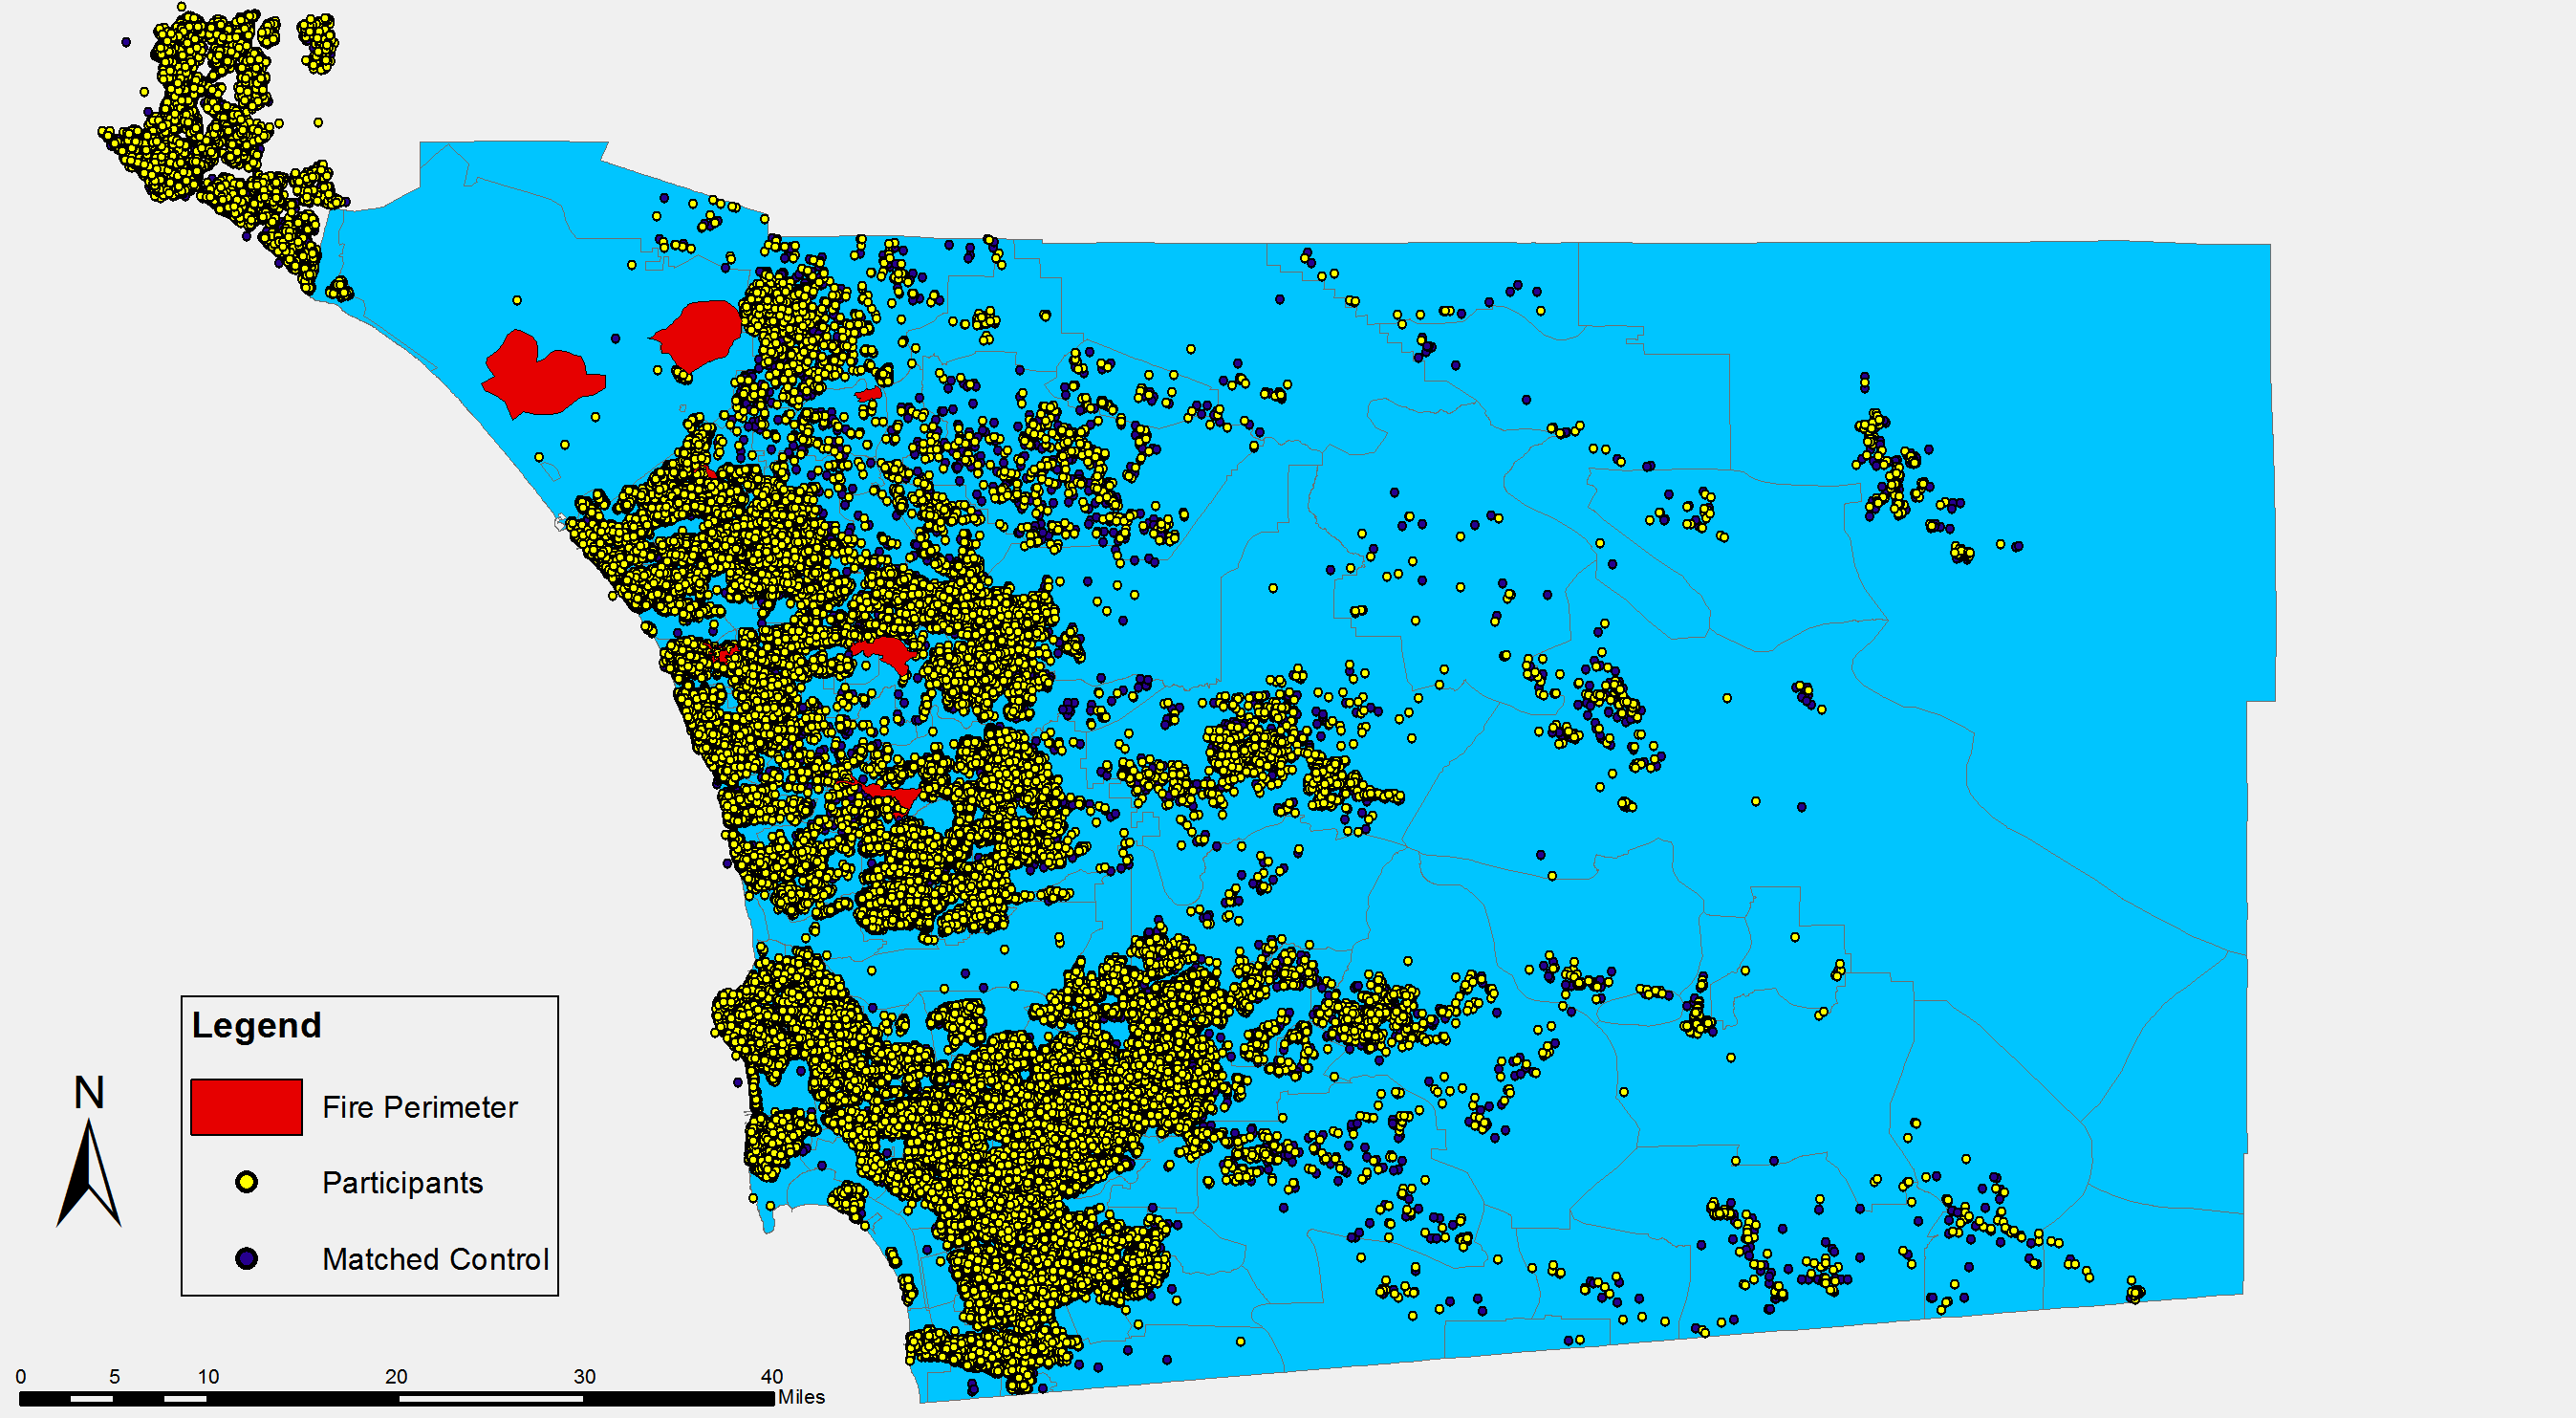 Legend
Fire Perimeter
Participants
Matched Control
N
0 5 10 20 30 40
Miles